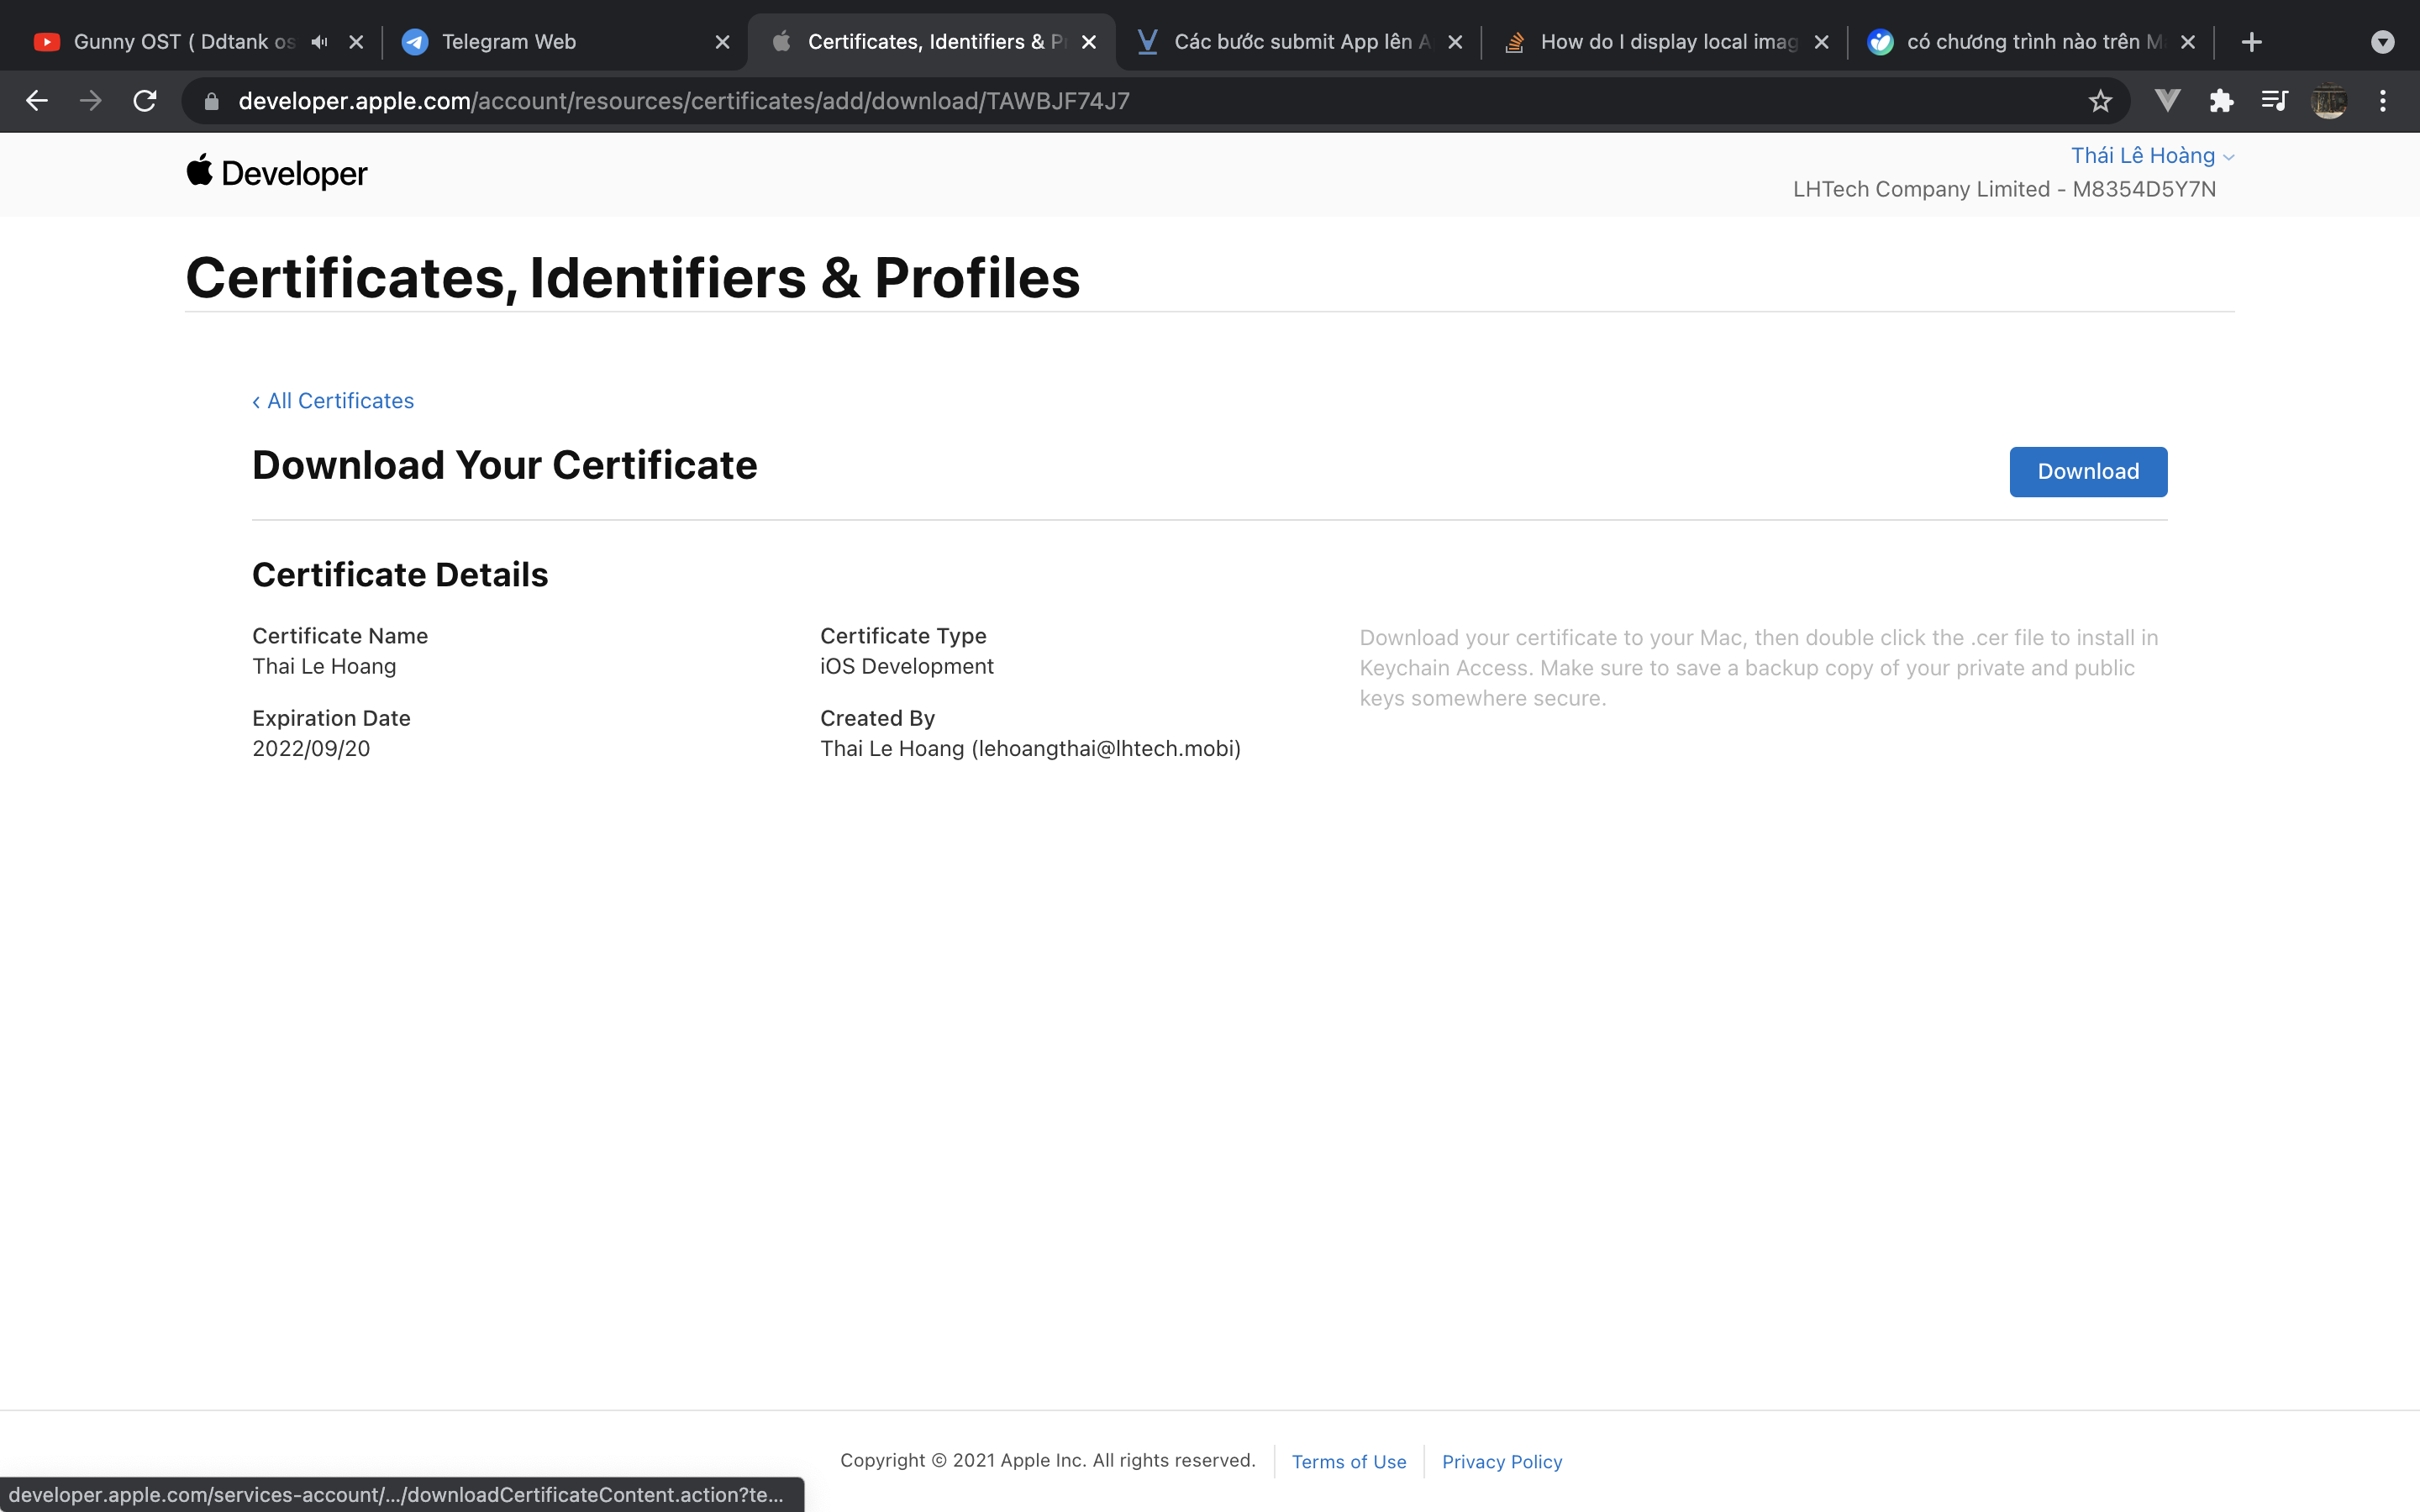 Gunny OST ( Ddtank os
Telegram Web
Certificates, Identifiers & Pr
Các bước submit App lên A
How do I display local imag
có chương trình nào trên M
developer.apple.com/account/resources/certificates/add/download/TAWBJF74J7
Developer
Thái Lê Hoàng
LHTech Company Limited - M8354D5Y7N
Certificates, Identifiers & Profiles
‹ All Certificates
Download Your Certificate
Download
Certificate Details
Certificate Name
Thai Le Hoang
Certificate Type
iOS Development
Download your certificate to your Mac, then double click the .cer file to install in
Keychain Access. Make sure to save a backup copy of your private and public
keys somewhere secure.
Expiration Date
2022/09/20
Created By
Thai Le Hoang (lehoangthai@lhtech.mobi)
Copyright © 2021 Apple Inc. All rights reserved.
Terms of Use
Privacy Policy
developer.apple.com/services-account/.../downloadCertificateContent.action?te...